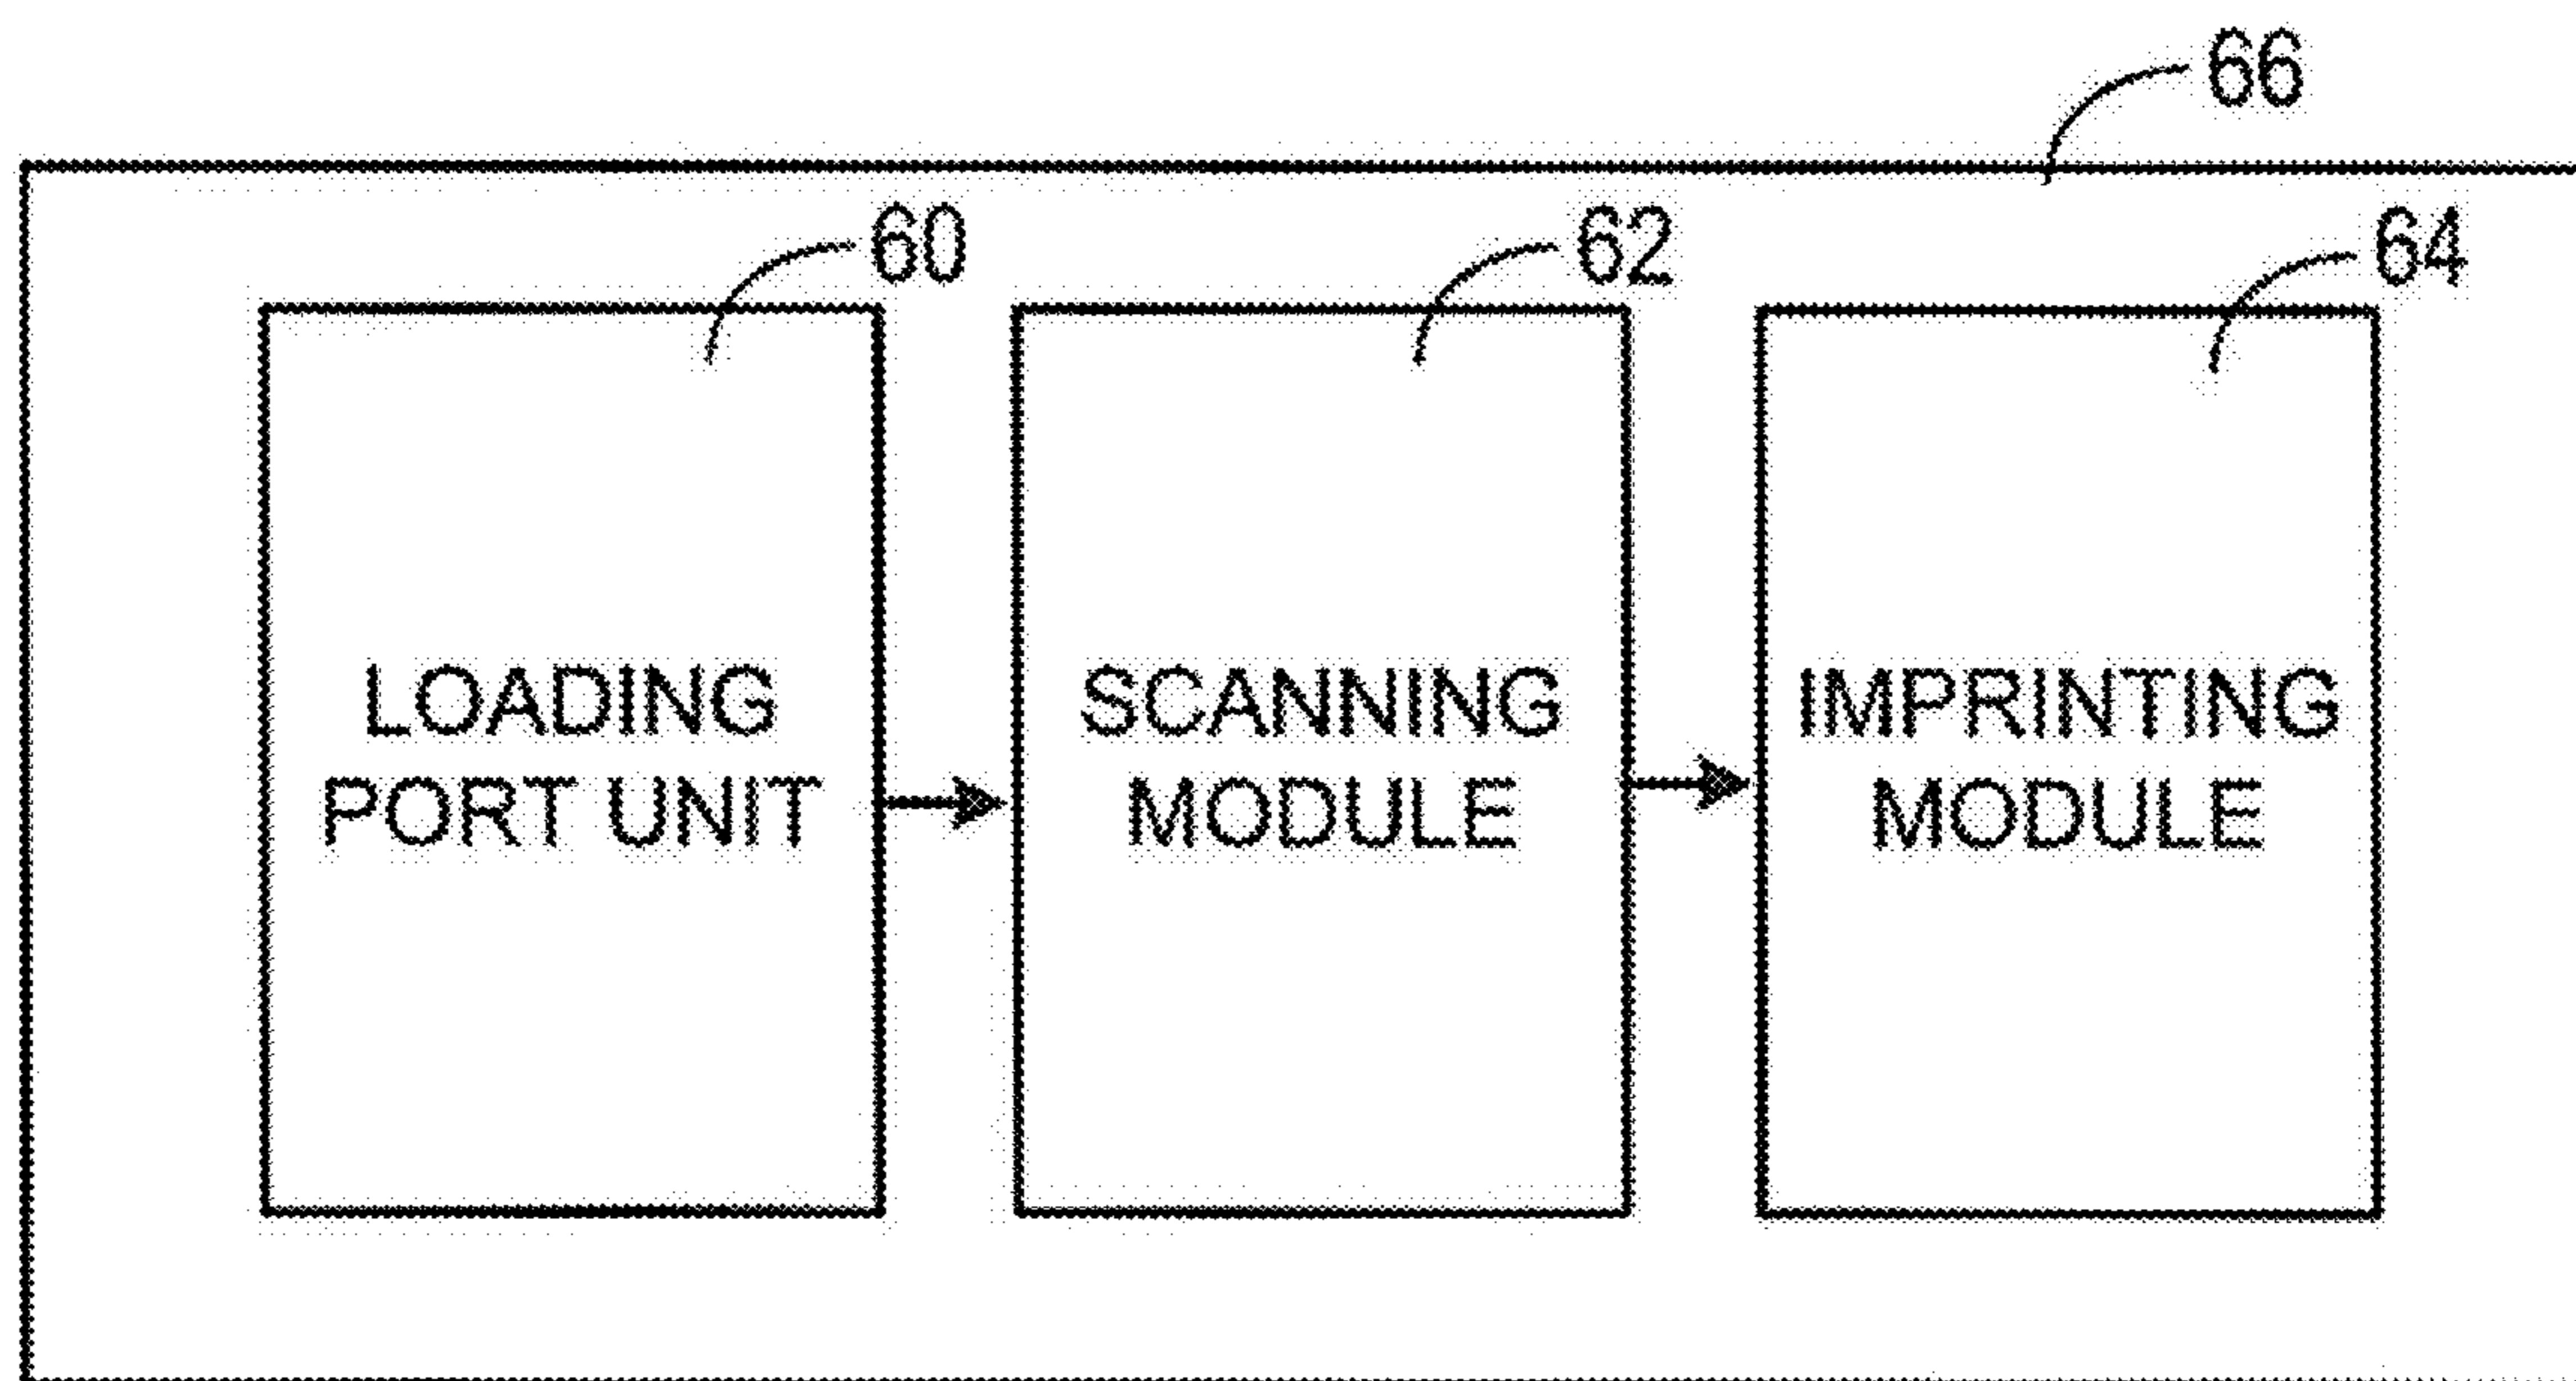 66
60
62
64
LOADING
PORT UNIT
SCANNING
MODULE
IMPRINTING
MODULE